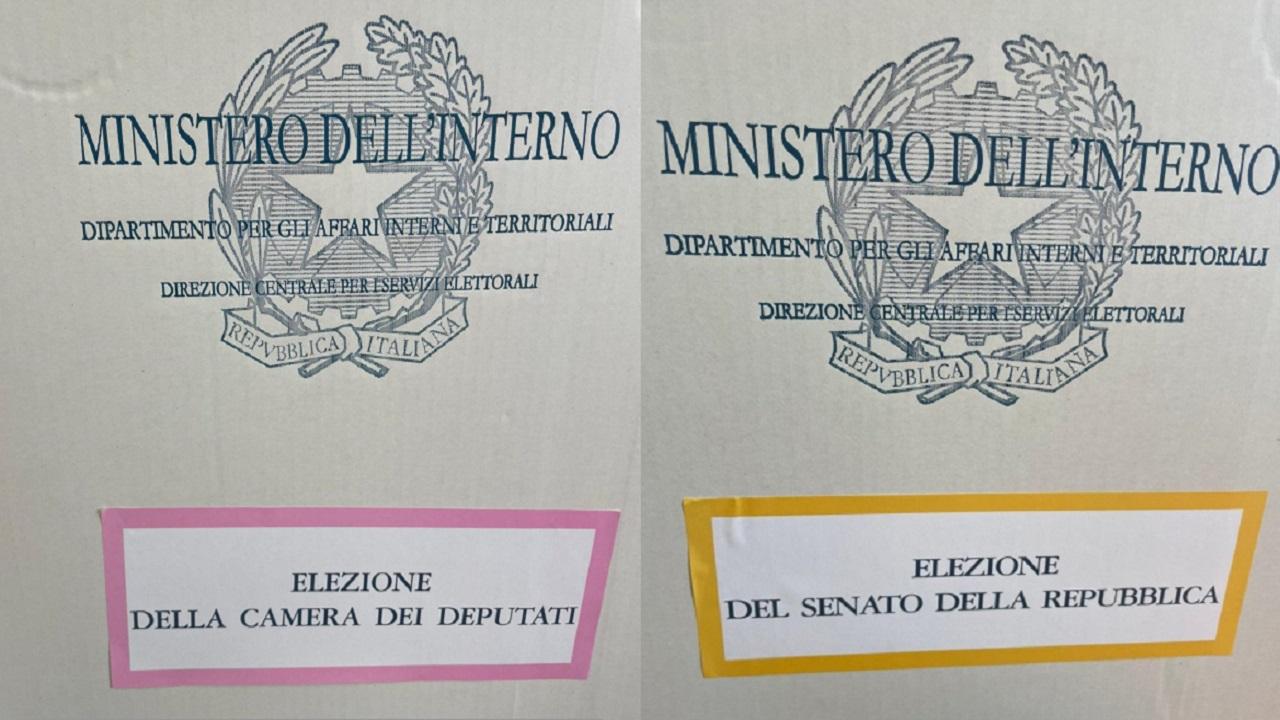 MINISTERO DELL'INTERNO
DIPARTIMENTO PER GLI AFFARI INTERNI E TERRITORIALI
DIREZIONE CENTRALE PER I SERVIZI ELETTORALI
REPVBBLICA ITALIANA
ELEZIONE
DELLA CAMERA DEI DEPUTATI
MINISTERO DELL'INTERNO
DIPARTIMENTO PER GLI AFFARI INTERNI E TERRITORIALI
DIREZIONE CENTRALE PER I SERVIZI ELETTORALI
REPVBBLICA ITALIANA
ELEZIONE
DEL SENATO DELLA REPUBBLICA